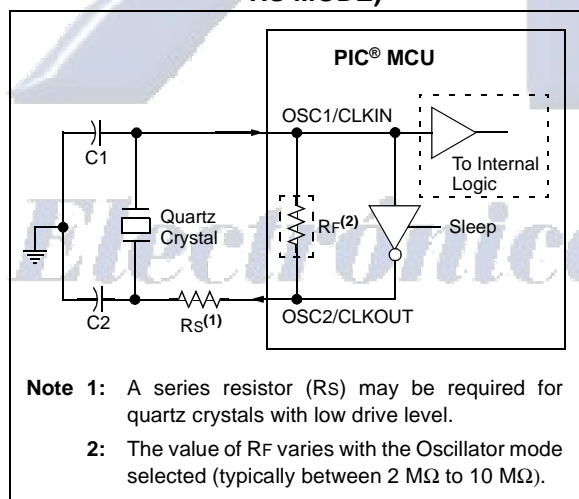 HS MODE)
PIC® MCU
OSC1/CLKIN
C1
To Internal
Logic
Quartz
Crystal
RF(2)
Sleep
C2
RS(1)
OSC2/CLKOUT
Note 1: A series resistor (RS) may be required for
quartz crystals with low drive level.
2: The value of RF varies with the Oscillator mode
selected (typically between 2 MΩ to 10 MΩ).
Electrónica